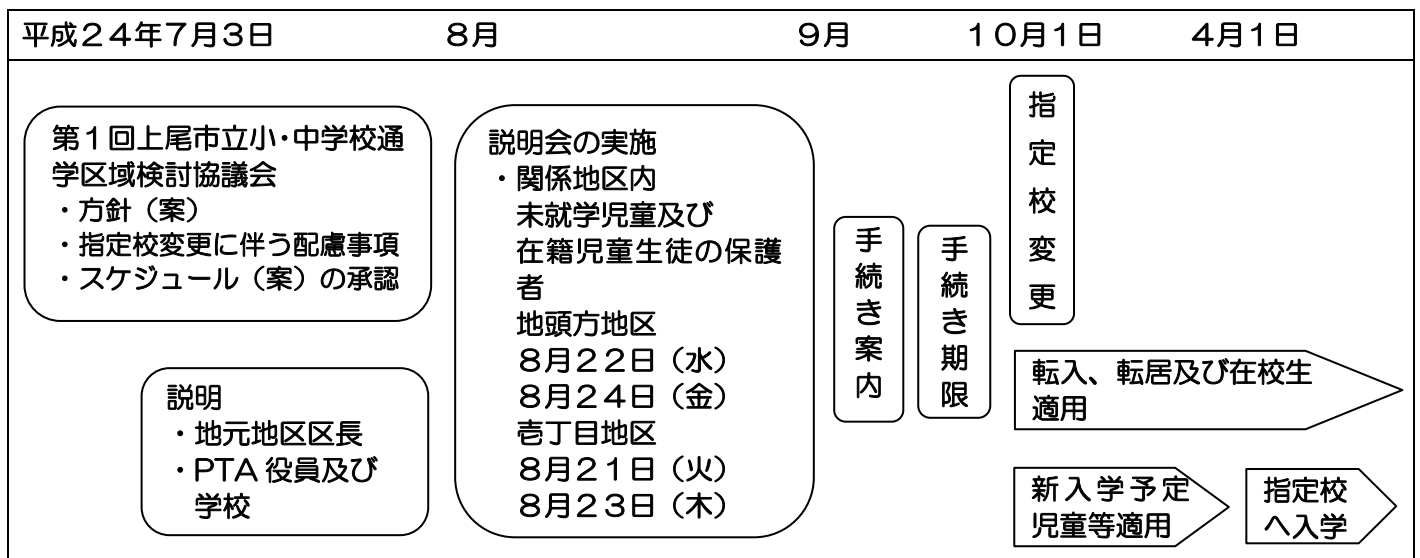 平成２４年７月３日　８月　９月　１０月１日　４月１日
第１回上尾市立小・中学校通
学区域検討協議会
・方針（案）
・指定校変更に伴う配慮事項
・スケジュール（案）の承認
説明
・地元地区区長
・PTA 役員及び
学校
説明会の実施
・関係地区内
未就学児童及び
在籍児童生徒の保護
者
地頭方地区
８月２２日（水）
８月２４日（金）
壱丁目地区
８月２１日（火）
８月２３日（木）
手続き案内
手続き期限
指定校変更
転入、転居及び在校生
適用
新入学予定
児童等適用
指定校
へ入学